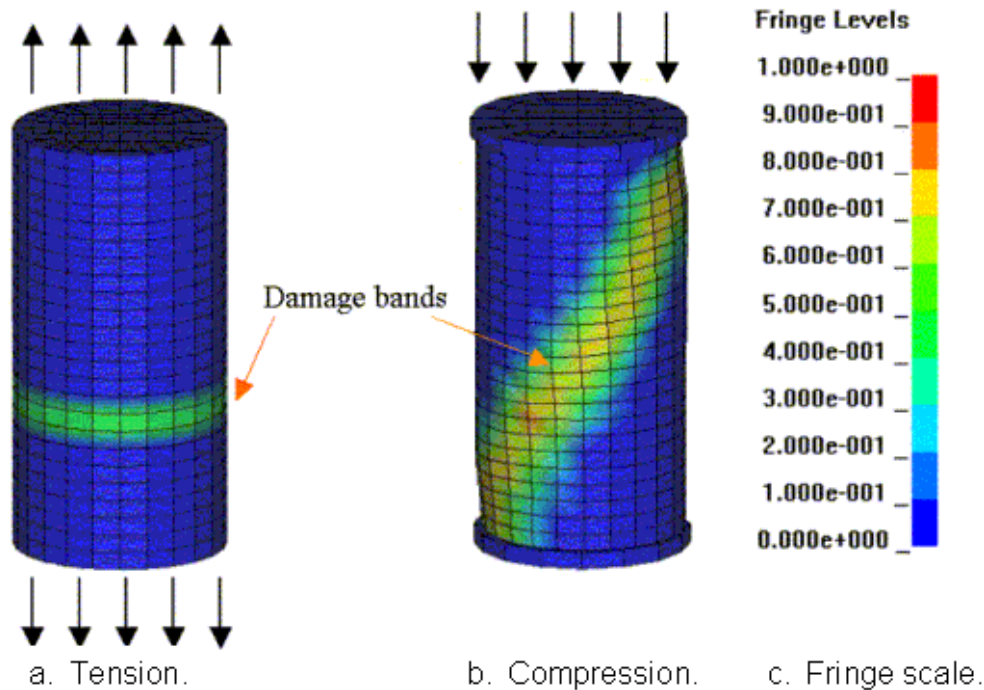 Fringe Levels
1.000e+000
9.000e-001
8.000e-001
7.000e-001
6.000e-001
5.000e-001
4.000e-001
3.000e-001
2.000e-001
1.000e-001
0.000e+000
Damage bands
a. Tension.
b. Compression.
c. Fringe scale.